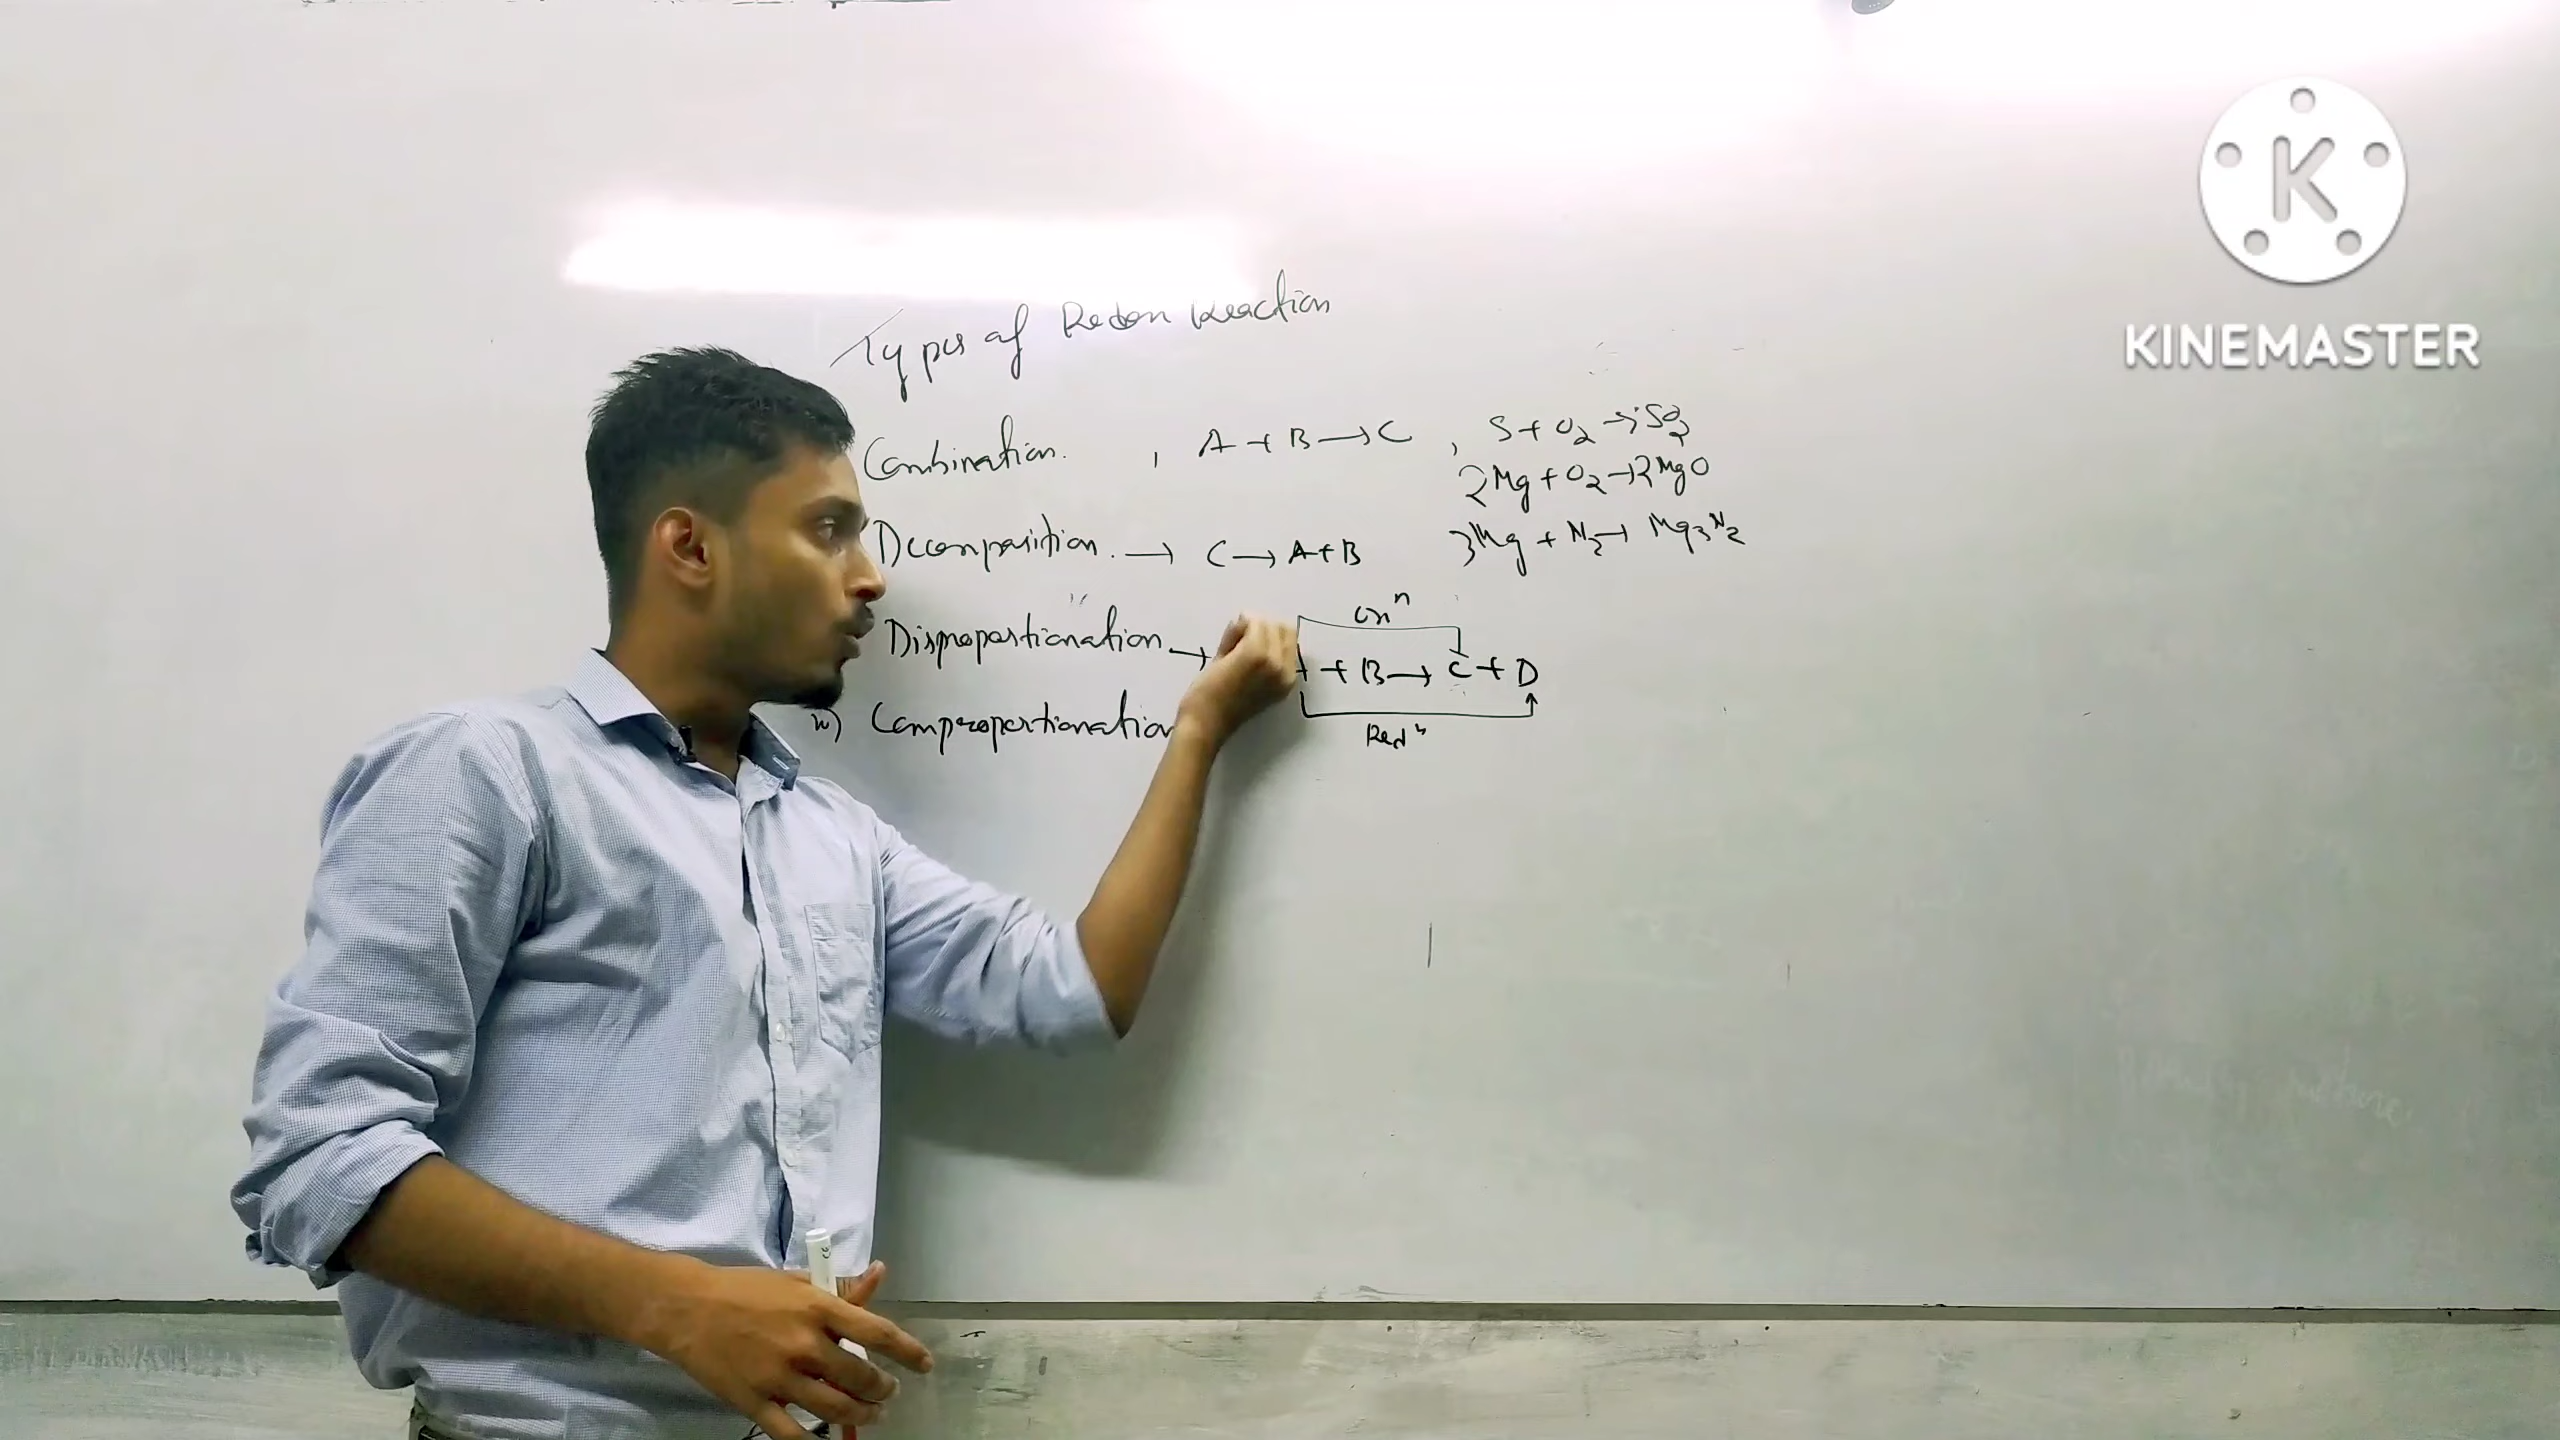 Types of Redox Reaction
Combination. , A + B → C , S + O2 → SO2
2Mg + O2 → 2MgO
Decomposition. → C → A + B
3Mg + N2 → Mg3N2
Oxn
Disproportionation →
+ B → C + D
iv) Comproportionation
Redn
K
KINEMASTER